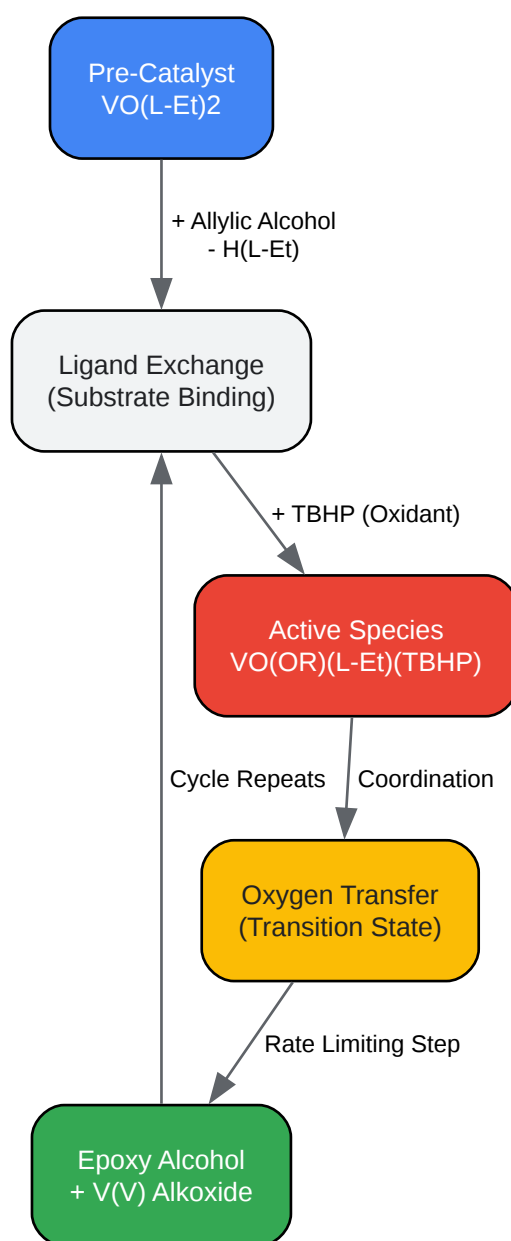 Pre-Catalyst
VO(L-Et)2
+ Allylic Alcohol
- H(L-Et)
Ligand Exchange
(Substrate Binding)
+ TBHP (Oxidant)
Active Species
VO(OR)(L-Et)(TBHP)
Cycle Repeats
Coordination
Oxygen Transfer
(Transition State)
Rate Limiting Step
Epoxy Alcohol
+ V(V) Alkoxide